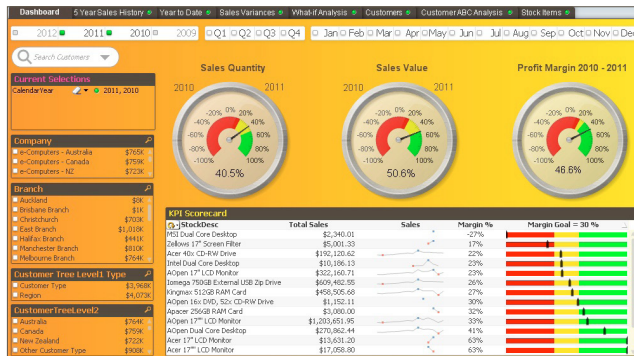 Dashboard 5 Year Sales History Year to Date Sales Variances What-if Analysis Customers Customer ABC Analysis Stock Items
2012 2011 2010 2009 Q1 Q2 Q3 Q4 Jan Feb Mar Apr May Jun Jul Aug Sep Oct Nov Dec
Search Customers
Current Selections
CalendarYear 2011, 2010
Company
e-Computers - Australia $765K
e-Computers - Canada $759K
e-Computers - NZ $723K
Branch
Auckland $8K
Brisbane Branch $1K
Christchurch $703K
East Branch $1,018K
Halifax Branch $441K
Manchester Branch $810K
Melbourne Branch $764K
Customer Tree Level1 Type
Customer Type $3,968K
Region $4,073K
CustomerTreeLevel2
Australia $764K
Canada $759K
New Zealand $722K
Other Customer Type $908K
Sales Quantity
2010 2011
-100% -80% -60% -40% -20% 0% 20% 40% 60% 80% 100%
40.5%
Sales Value
2010 2011
-100% -80% -60% -40% -20% 0% 20% 40% 60% 80% 100%
50.6%
Profit Margin 2010 - 2011
-100% -80% -60% -40% -20% 0% 20% 40% 60% 80% 100%
46.6%
KPI Scorecard
StockDesc Total Sales Sales Margin % Margin Goal = 30 %
MSI Dual Core Desktop $2,340.01 -27%
Zellows 17" Screen Filter $5,001.33 17%
Acer 40x CD-RW Drive $192,120.62 22%
Intel Dual Core Desktop $10,186.13 23%
AOpen 17" LCD Monitor $322,160.71 23%
Iomega 750GB External USB Zip Drive $609,482.55 26%
Kingmax 512GB RAM Card $458,505.68 27%
AOpen 16x DVD, 52x CD-RW Drive $1,152.11 30%
Apacer 256GB RAM Card $3,080.00 32%
AOpen 17"" LCD Monitor $1,203,651.95 33%
AOpen Dual Core Desktop $270,862.44 41%
Acer 17" LCD Monitor $13,631.20 63%
Acer 17"" LCD Monitor $17,058.80 63%